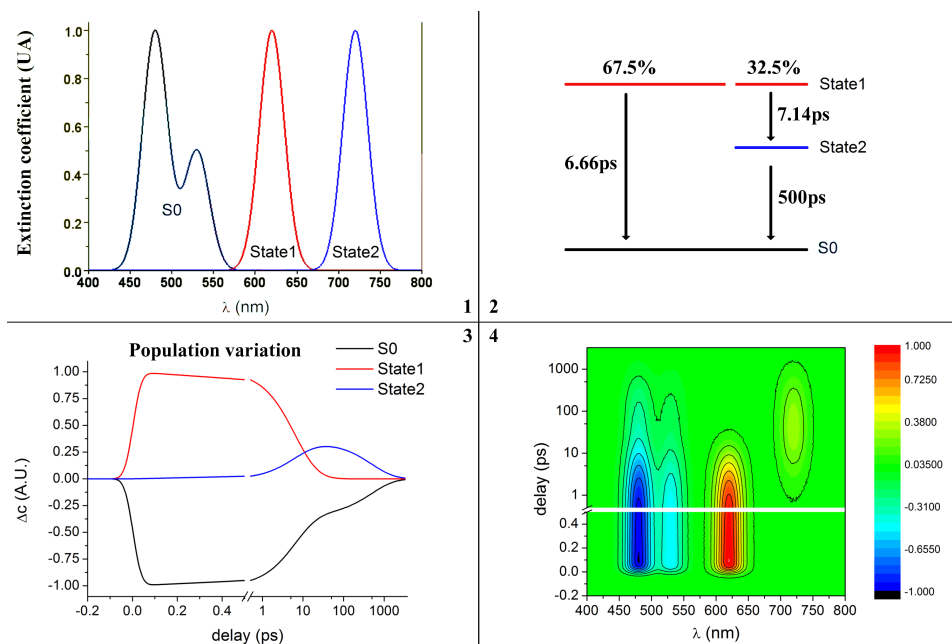 Extinction coefficient (UA)
1.0
0.8
0.6
0.4
0.2
0.0
S0
State1
State2
400 450 500 550 600 650 700 750 800
λ (nm)
1
67.5% 32.5%
State1
7.14ps
State2
6.66ps
500ps
S0
2
3
Population variation
S0
State1
State2
Δc (A.U.)
1.00
0.75
0.50
0.25
0.00
-0.25
-0.50
-0.75
-1.00
-0.2 0.0 0.2 0.4 1 10 100 1000
delay (ps)
4
delay (ps)
1000
100
10
1
0.4
0.2
0.0
-0.2
400 450 500 550 600 650 700 750 800
λ (nm)
1.000
0.7250
0.3800
0.03500
-0.3100
-0.6550
-1.000